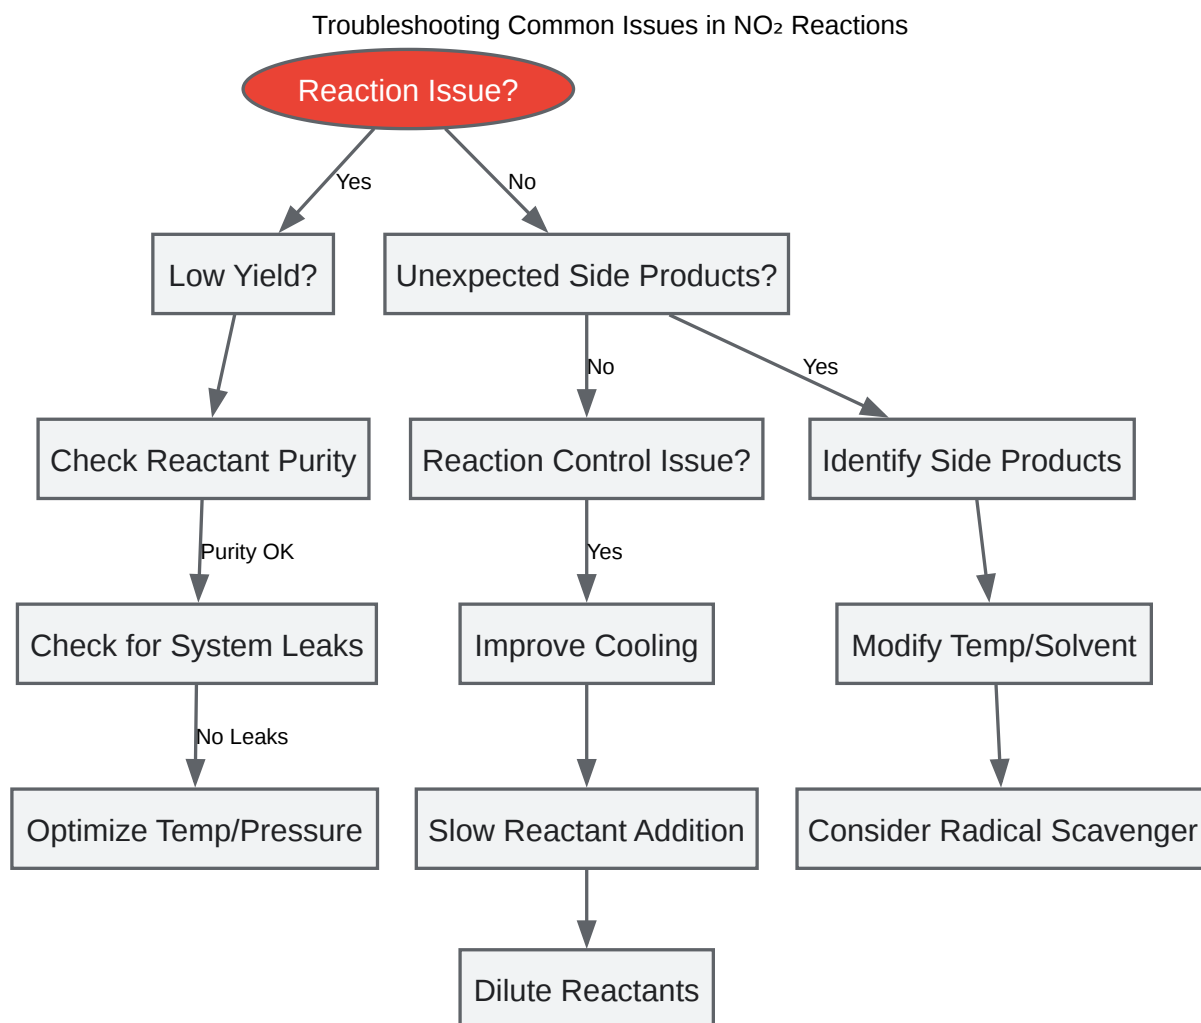 Troubleshooting Common Issues in NO₂ Reactions
Reaction Issue?
Yes
No
Low Yield?
Unexpected Side Products?
No
Yes
Check Reactant Purity
Reaction Control Issue?
Identify Side Products
Purity OK
Yes
Check for System Leaks
Improve Cooling
Modify Temp/Solvent
No Leaks
Optimize Temp/Pressure
Slow Reactant Addition
Consider Radical Scavenger
Dilute Reactants